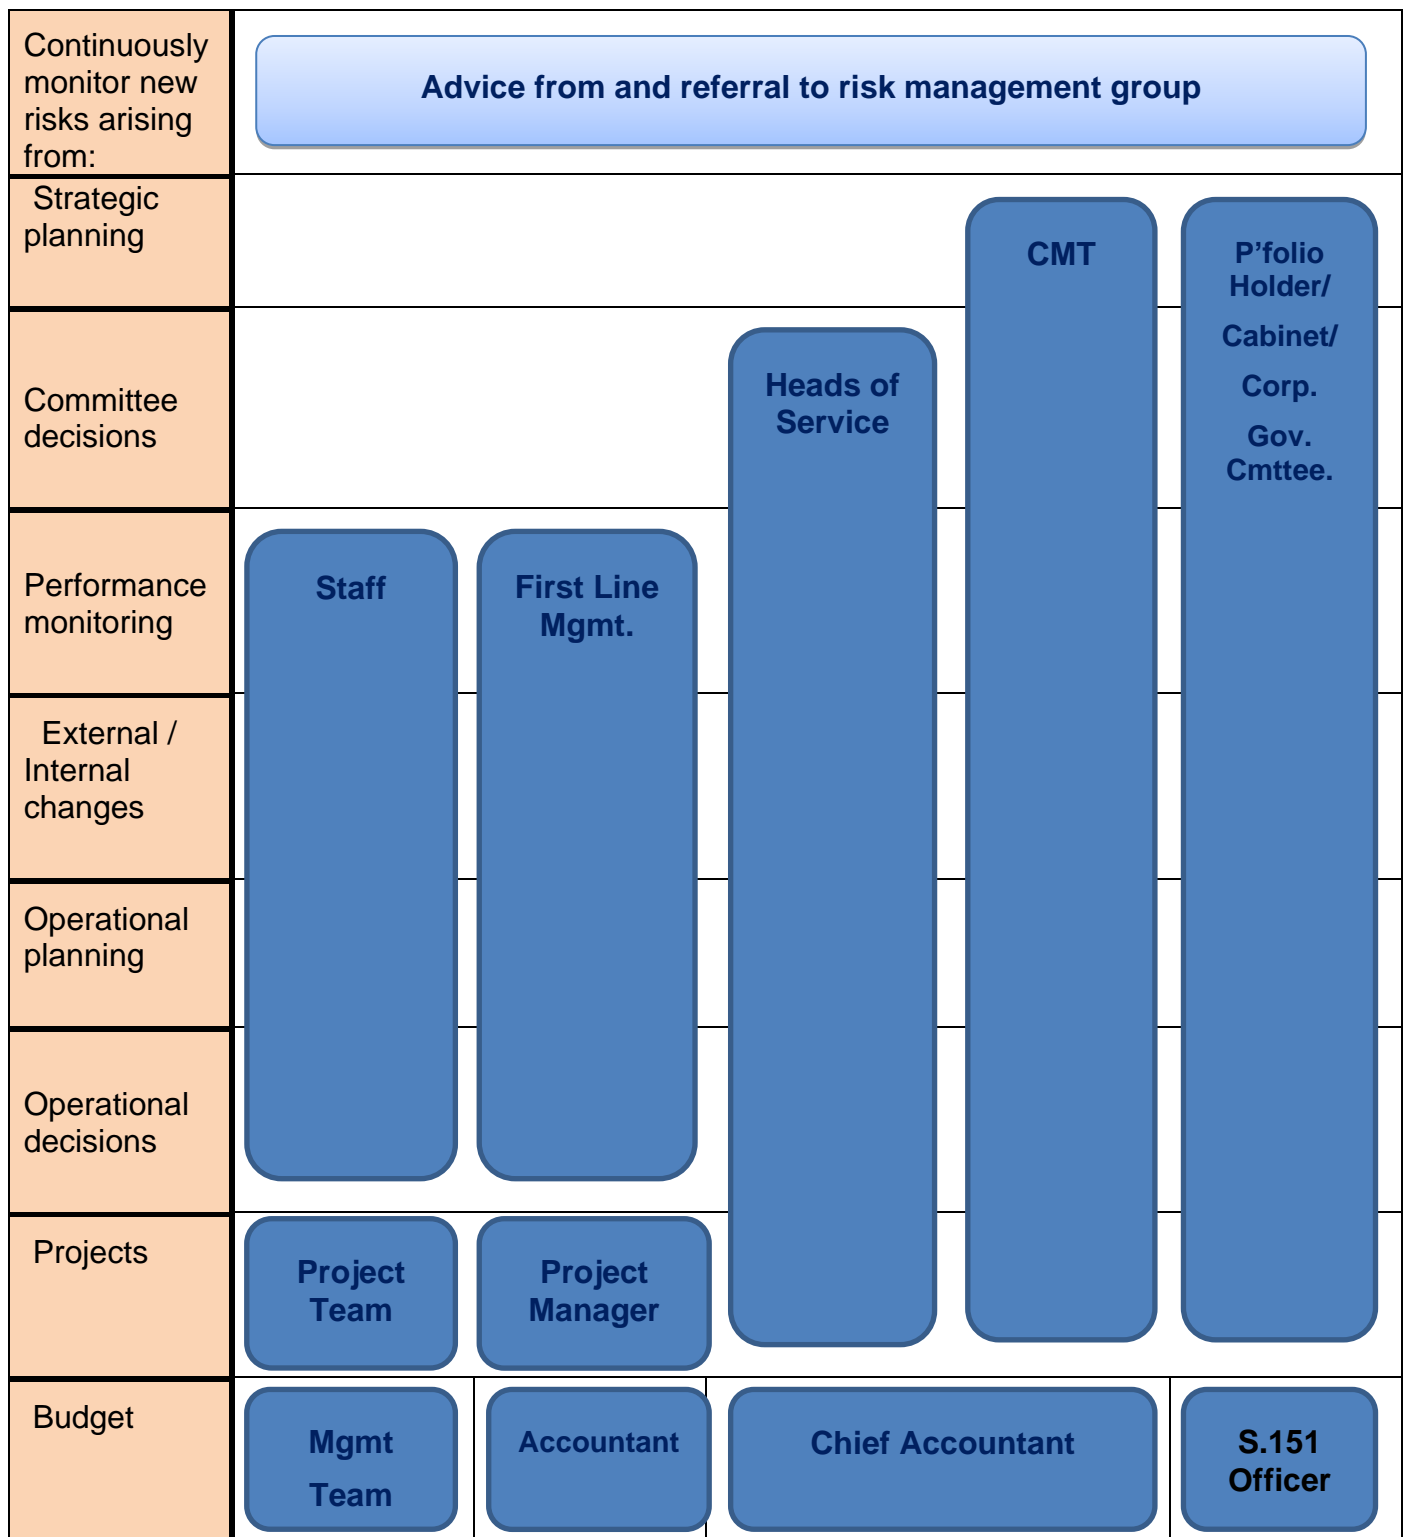 Continuously
monitor new
risks arising
from:
Advice from and referral to risk management group
Strategic
planning
CMT
P’folio
Holder/
Cabinet/
Corp.
Gov.
Cmttee.
Committee
decisions
Heads of
Service
Performance
monitoring
Staff
First Line
Mgmt.
External /
Internal
changes
Operational
planning
Operational
decisions
Projects
Project
Team
Project
Manager
Budget
Mgmt
Team
Accountant
Chief Accountant
S.151
Officer